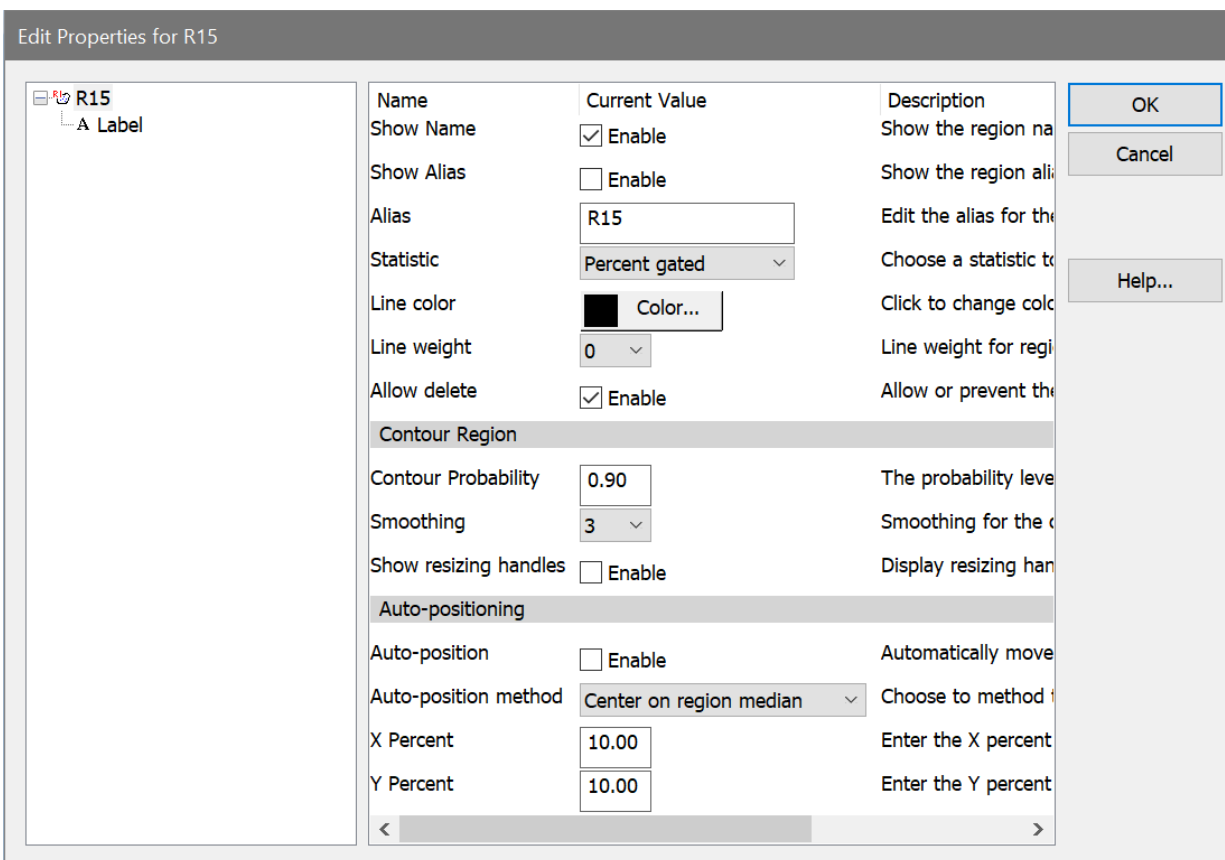 Edit Properties for R15
R15
A Label
Name Current Value Description
Show Name Enable Show the region na
Show Alias Enable Show the region ali
Alias R15 Edit the alias for the
Statistic Percent gated Choose a statistic to
Line color Color... Click to change colo
Line weight 0 Line weight for regi
Allow delete Enable Allow or prevent the
Contour Region
Contour Probability 0.90 The probability leve
Smoothing 3 Smoothing for the
Show resizing handles Enable Display resizing han
Auto-positioning
Auto-position Enable Automatically move
Auto-position method Center on region median Choose to method
X Percent 10.00 Enter the X percent
Y Percent 10.00 Enter the Y percent
OK
Cancel
Help...